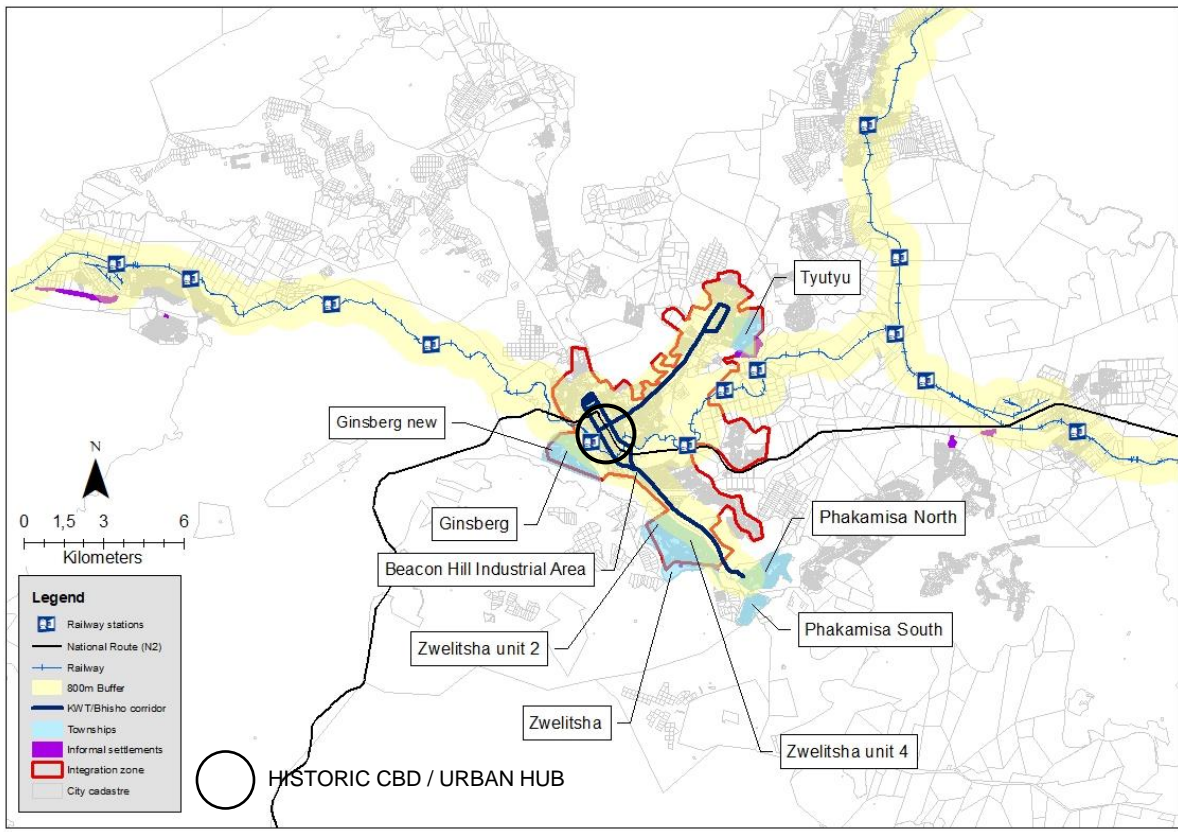 Tyutyu
Ginsberg new
N
Ginsberg
Phakamisa North
0 1,5 3 6
Kilometers
Beacon Hill Industrial Area
Phakamisa South
Zwelitsha unit 2
Zwelitsha
Zwelitsha unit 4
Legend
Railway stations
National Route (N2)
Railway
800m Buffer
KWT/Bhisho corridor
Townships
Informal settlements
Integration zone
City cadastre
HISTORIC CBD / URBAN HUB